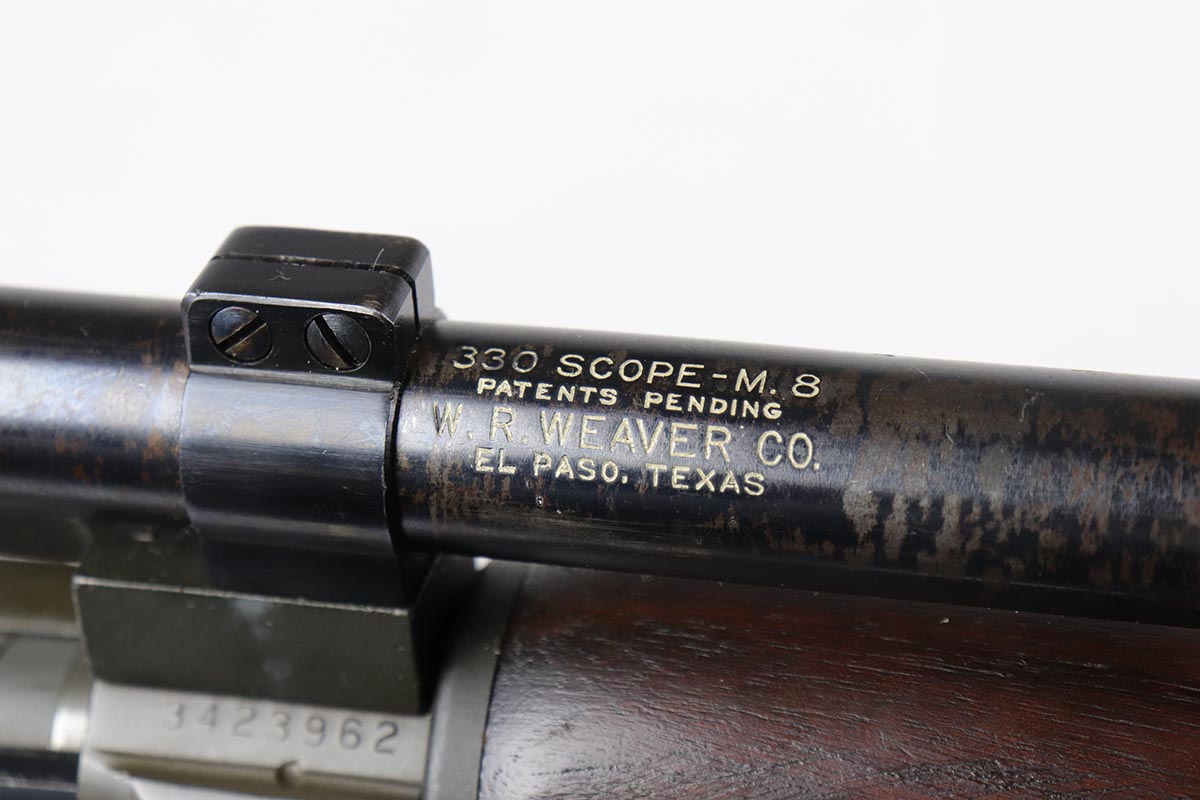 330 SCOPE-M.8
PATENTS PENDING
W. R. WEAVER CO.
EL PASO, TEXAS
3423962